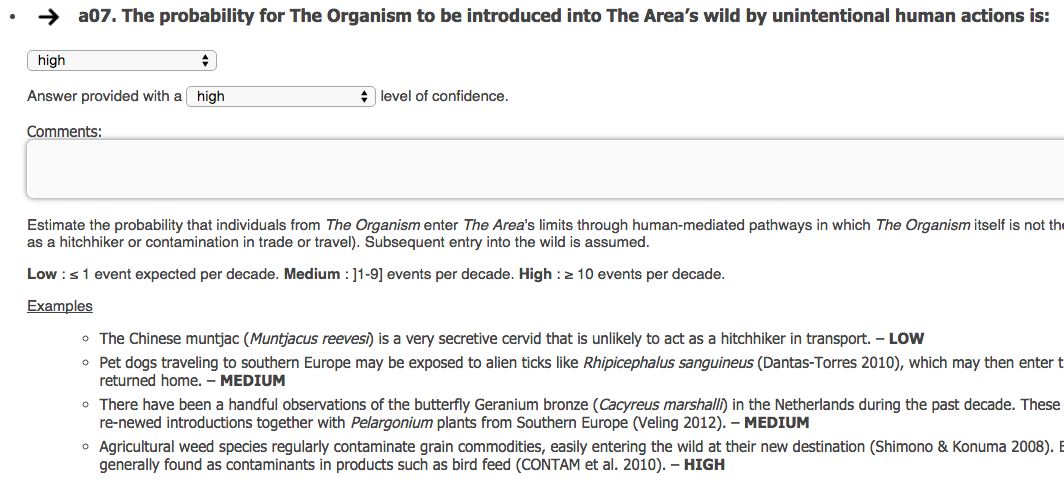 a07. The probability for The Organism to be introduced into The Area's wild by unintentional human actions is:
high
Answer provided with a high level of confidence.
Comments:
Estimate the probability that individuals from The Organism enter The Area's limits through human-mediated pathways in which The Organism itself is not
as a hitchhiker or contamination in trade or travel). Subsequent entry into the wild is assumed.
Low : ≤ 1 event expected per decade. Medium : ]1-9] events per decade. High : ≥ 10 events per decade.
Examples
The Chinese muntjac (Muntjacus reevesi) is a very secretive cervid that is unlikely to act as a hitchhiker in transport. – LOW
Pet dogs traveling to southern Europe may be exposed to alien ticks like Rhipicephalus sanguineus (Dantas-Torres 2010), which may then enter
returned home. – MEDIUM
There have been a handful observations of the butterfly Geranium bronze (Cacyreus marshalli) in the Netherlands during the past decade. These
re-newed introductions together with Pelargonium plants from Southern Europe (Veling 2012). – MEDIUM
Agricultural weed species regularly contaminate grain commodities, easily entering the wild at their new destination (Shimono & Konuma 2008).
generally found as contaminants in products such as bird feed (CONTAM et al. 2010). – HIGH